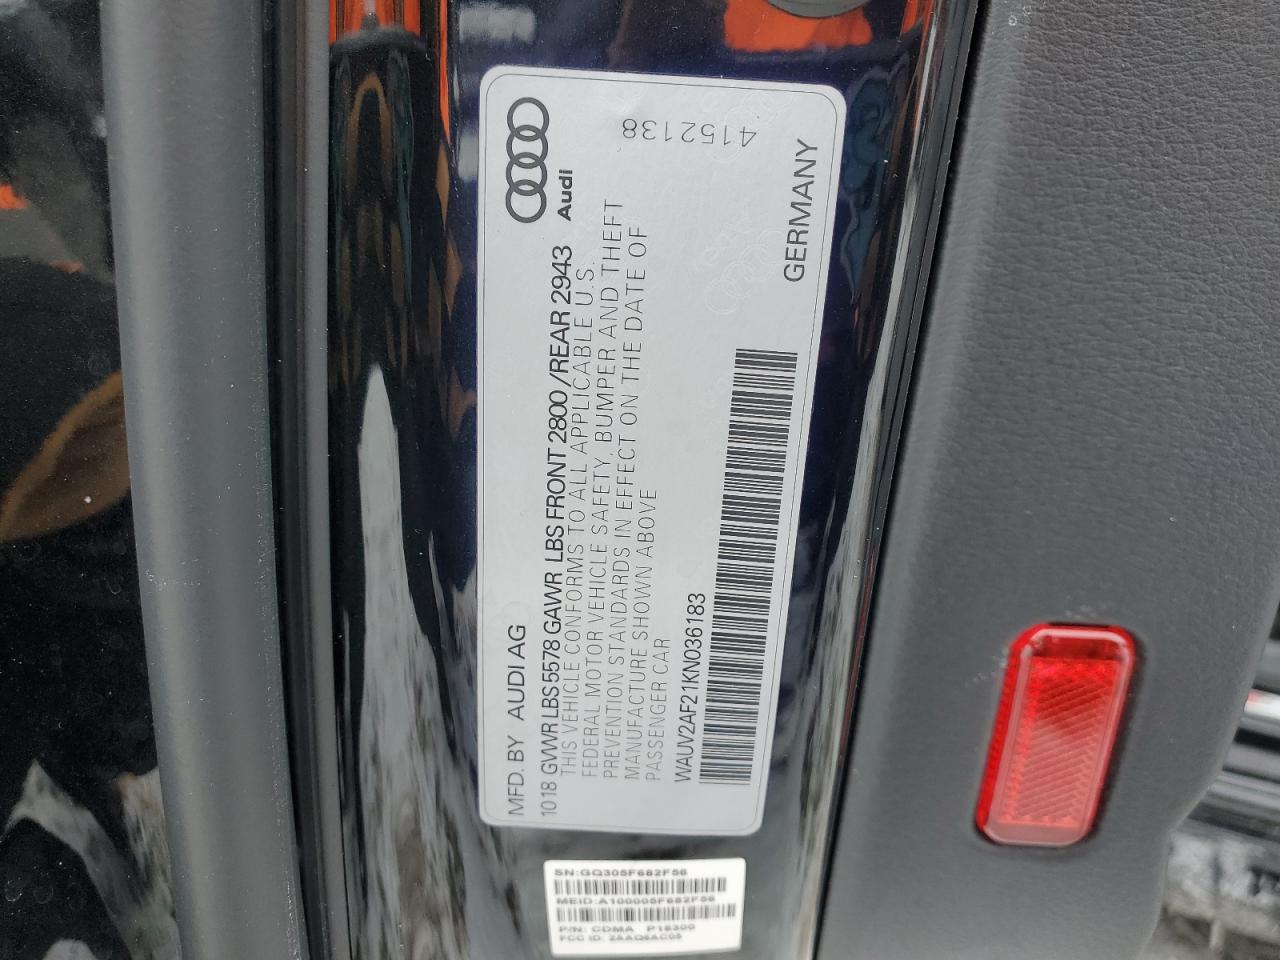 MFD. BY AUDI AG
1018 GVWR LBS 5578 GAWR LBS FRONT 2800 /REAR 2943
THIS VEHICLE CONFORMS TO ALL APPLICABLE U.S.
FEDERAL MOTOR VEHICLE SAFETY, BUMPER AND THEFT
PREVENTION STANDARDS IN EFFECT ON THE DATE OF
MANUFACTURE SHOWN ABOVE
PASSENGER CAR
WAUV2AF21KN036183
Audi
4152138
GERMANY
SN:GQ305F682F56
MEID:A100005F682F56
P/N: CDMA P18300
FCC ID: 2AAQ6AC05